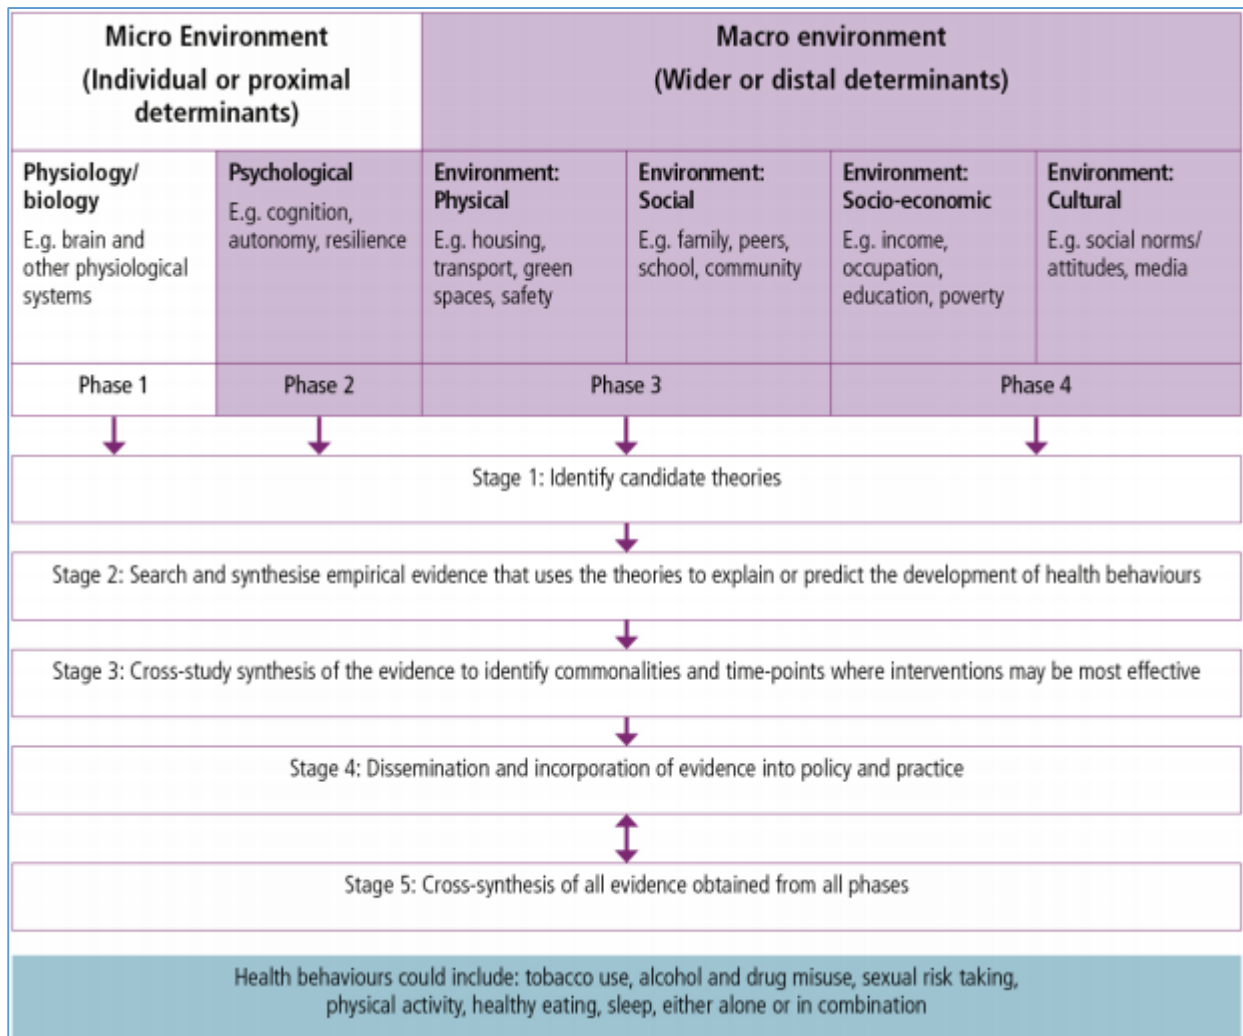 Micro Environment
(Individual or proximal
determinants)
Macro environment
(Wider or distal determinants)
Physiology/
biology
E.g. brain and
other physiological
systems
Psychological
E.g. cognition,
autonomy, resilience
Environment:
Physical
E.g. housing,
transport, green
spaces, safety
Environment:
Social
E.g. family, peers,
school, community
Environment:
Socio-economic
E.g. income,
occupation,
education, poverty
Environment:
Cultural
E.g. social norms/
attitudes, media
Phase 1
Phase 2
Phase 3
Phase 4
Stage 1: Identify candidate theories
Stage 2: Search and synthesise empirical evidence that uses the theories to explain or predict the development of health behaviours
Stage 3: Cross-study synthesis of the evidence to identify commonalities and time-points where interventions may be most effective
Stage 4: Dissemination and incorporation of evidence into policy and practice
Stage 5: Cross-synthesis of all evidence obtained from all phases
Health behaviours could include: tobacco use, alcohol and drug misuse, sexual risk taking,
physical activity, healthy eating, sleep, either alone or in combination